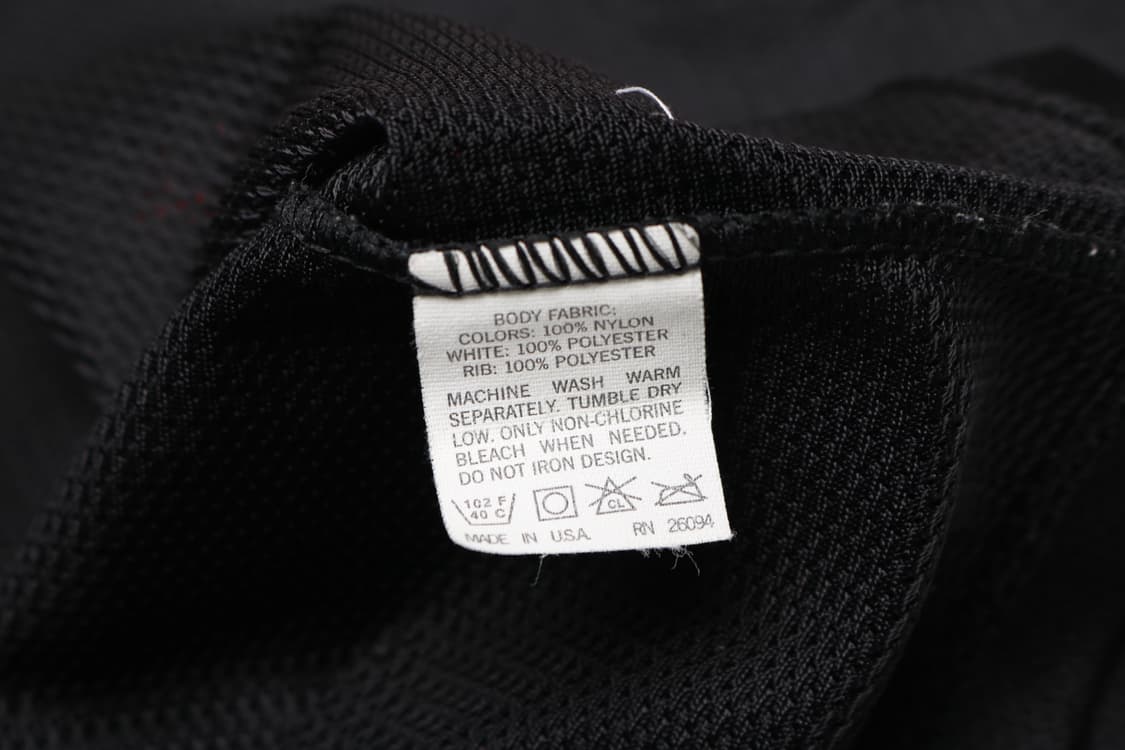 BODY FABRIC:
COLORS: 100% NYLON
WHITE: 100% POLYESTER
RIB: 100% POLYESTER
MACHINE WASH WARM
SEPARATELY. TUMBLE DRY
LOW. ONLY NON-CHLORINE
BLEACH WHEN NEEDED.
DO NOT IRON DESIGN.
102 F
40 C
CL
MADE IN U.S.A. RN 26094